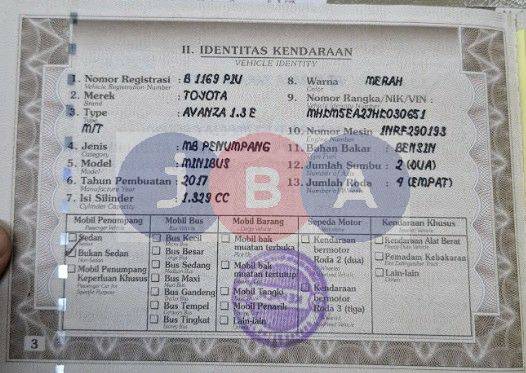 II. IDENTITAS KENDARAAN
VEHICLE IDENTITY
1. Nomor Registrasi : B 1169 PIV
Vehicle Registration Number
2. Merek : TOYOTA
Brand
3. Type : AVANZA 1.3 E
Type
M/T
4. Jenis : MB PENUMPANG
Category
5. Model : MINIBUS
Model
6. Tahun Pembuatan : 2017
Manufacture Year
7. Isi Silinder : 1.329 CC
Cylinder Capacity
8. Warna : MERAH
Color
9. Nomor Rangka/NIK/VIN :
MHKM5EA2JHK030651
10. Nomor Mesin : 1NRF290193
11. Bahan Bakar : BENSIN
12. Jumlah Sumbu : 2 (DUA)
13. Jumlah Roda : 4 (EMPAT)
JBA
Mobil Penumpang
Passenger Vehicle
Sedan
Bukan Sedan
Mobil Penumpang
Keperluan Khusus
Mobil Bus
Bus Kecil
Bus Besar
Bus Sedang
Bus Maxi
Bus Gandeng
Bus Tempel
Bus Tingkat
Mobil Barang
Mobil bak
muatan terbuka
Mobil bak
muatan tertutup
Mobil Tangki
Mobil Penarik
Lain-lain
Sepeda Motor
Kendaraan
bermotor
Roda 2 (dua)
Kendaraan
bermotor
Roda 3 (tiga)
Kendaraan Khusus
Kendaraan Alat Berat
Pemadam Kebakaran
Lain-lain
3